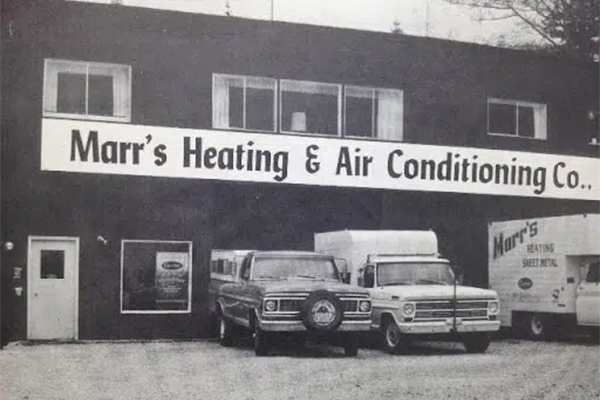 Marr's Heating & Air Conditioning Co..
Marr's
HEATING
SHEET METAL